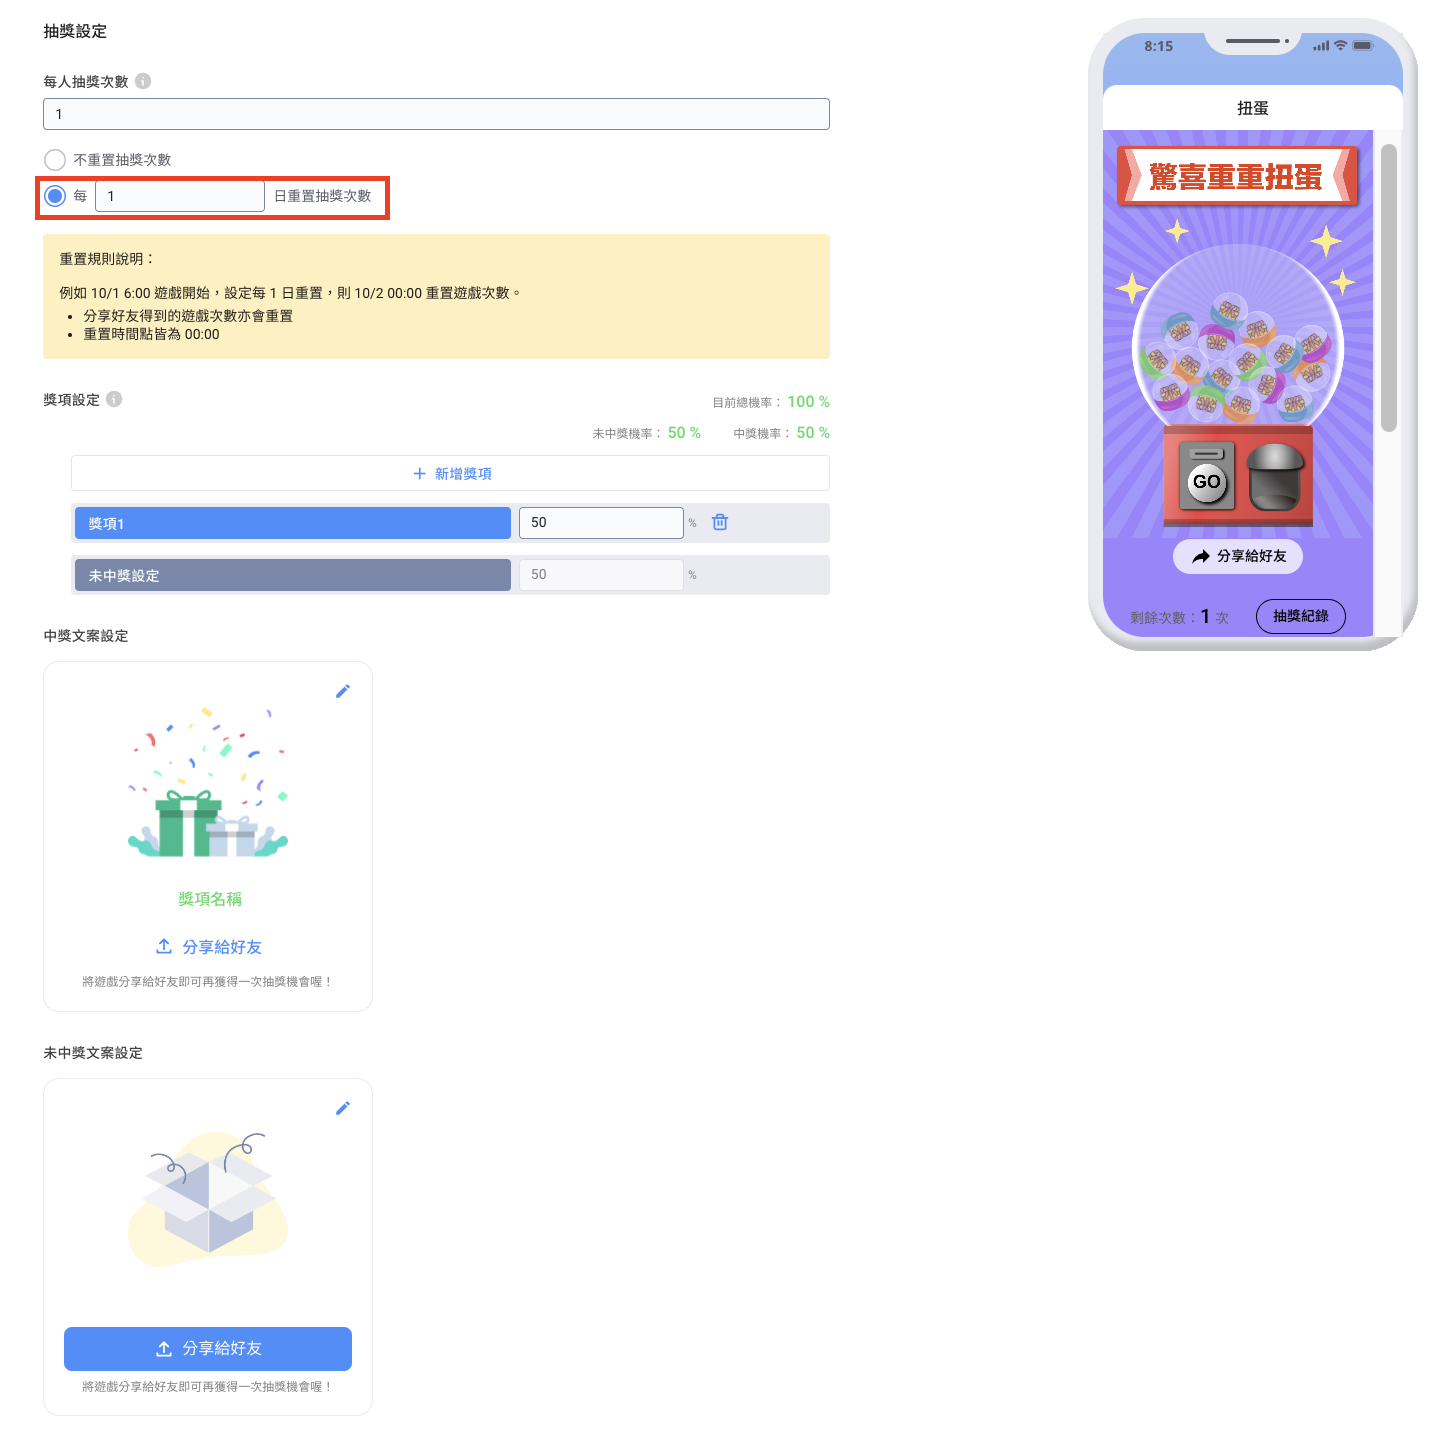 抽獎設定
每人抽獎次數
1
不重置抽獎次數
每 1 日重置抽獎次數
重置規則說明：
例如 10/1 6:00 遊戲開始，設定每 1 日重置，則 10/2 00:00 重置遊戲次數。
• 分享好友得到的遊戲次數亦會重置
• 重置時間點皆為 00:00
獎項設定
目前總機率： 100 %
未中獎機率： 50 % 中獎機率： 50 %
+ 新增獎項
獎項1 50 %
未中獎設定 50 %
中獎文案設定
獎項名稱
分享給好友
將遊戲分享給好友即可再獲得一次抽獎機會喔！
未中獎文案設定
分享給好友
將遊戲分享給好友即可再獲得一次抽獎機會喔！
8:15
扭蛋
驚喜重重扭蛋
GO
分享給好友
剩餘次數：1 次 抽獎紀錄